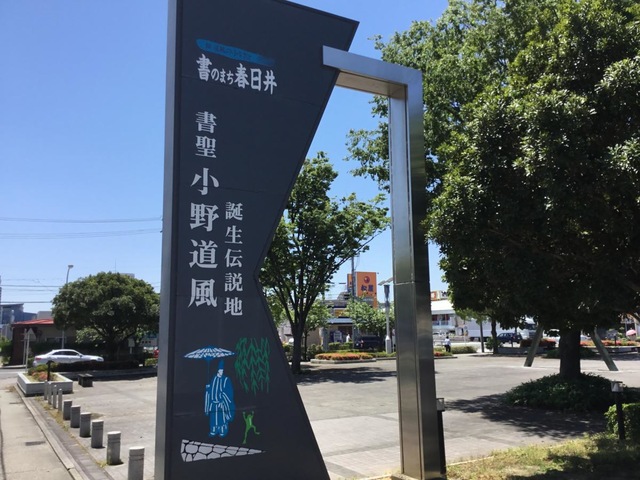 書のまち春日井
書聖
小野道風
誕生伝説地